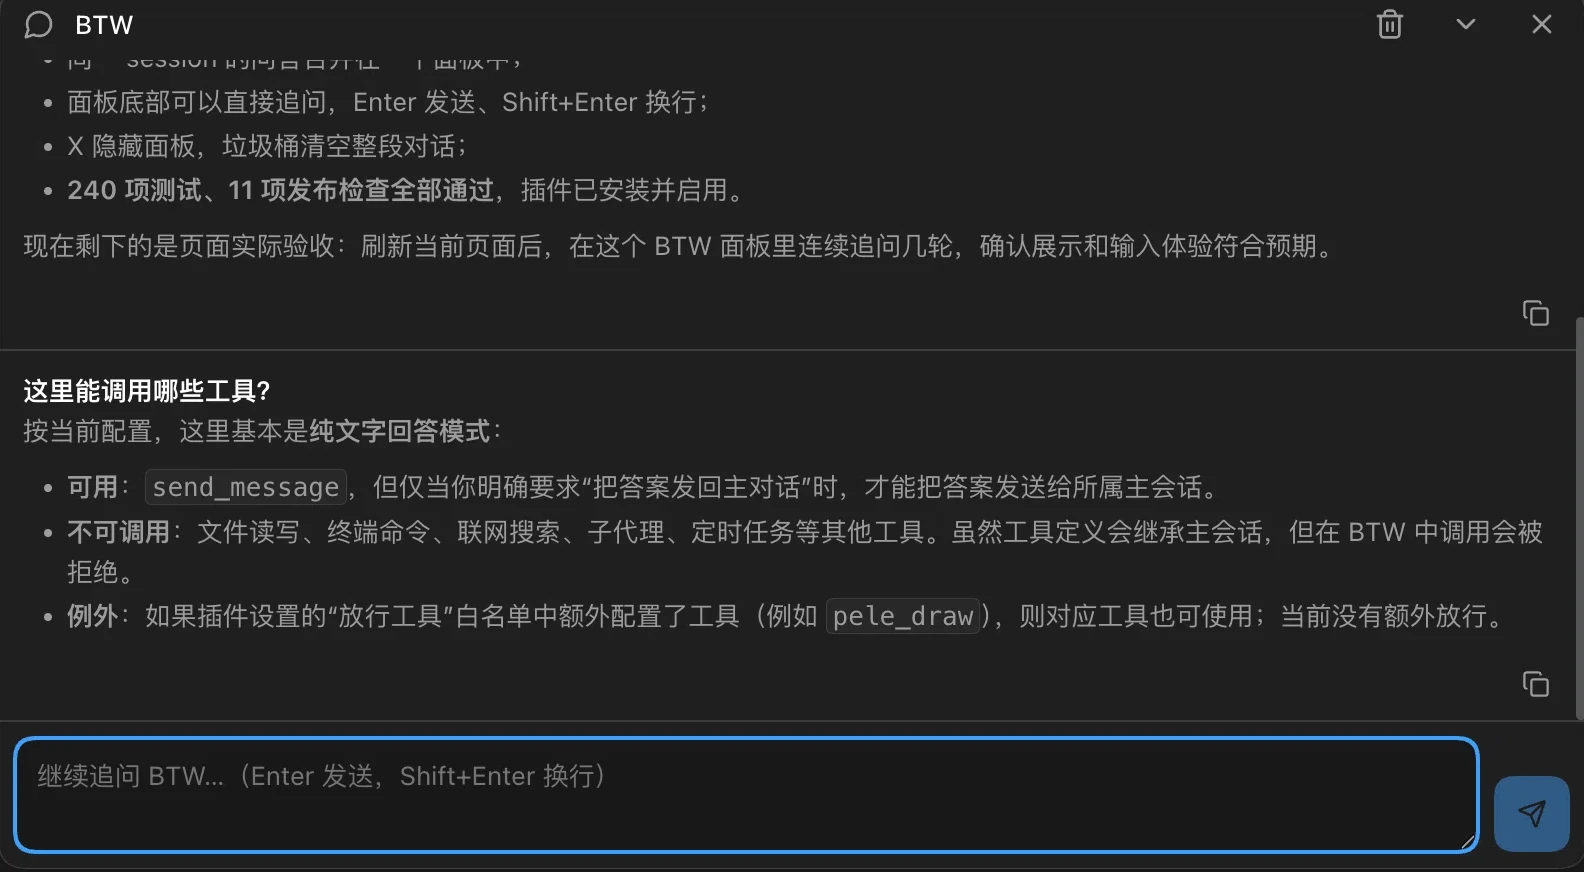 BTW
session 的问答合并在一个面板中；
面板底部可以直接追问，Enter 发送、Shift+Enter 换行；
X 隐藏面板，垃圾桶清空整段对话；
240 项测试、11 项发布检查全部通过，插件已安装并启用。
现在剩下的是页面实际验收：刷新当前页面后，在这个 BTW 面板里连续追问几轮，确认展示和输入体验符合预期。
这里能调用哪些工具?
按当前配置，这里基本是纯文字回答模式：
可用：send_message，但仅当你明确要求“把答案发回主对话”时，才能把答案发送给所属主会话。
不可调用：文件读写、终端命令、联网搜索、子代理、定时任务等其他工具。虽然工具定义会继承主会话，但在 BTW 中调用会被
拒绝。
例外：如果插件设置的“放行工具”白名单中额外配置了工具（例如 pele_draw），则对应工具也可使用；当前没有额外放行。
继续追问 BTW...（Enter 发送，Shift+Enter 换行）